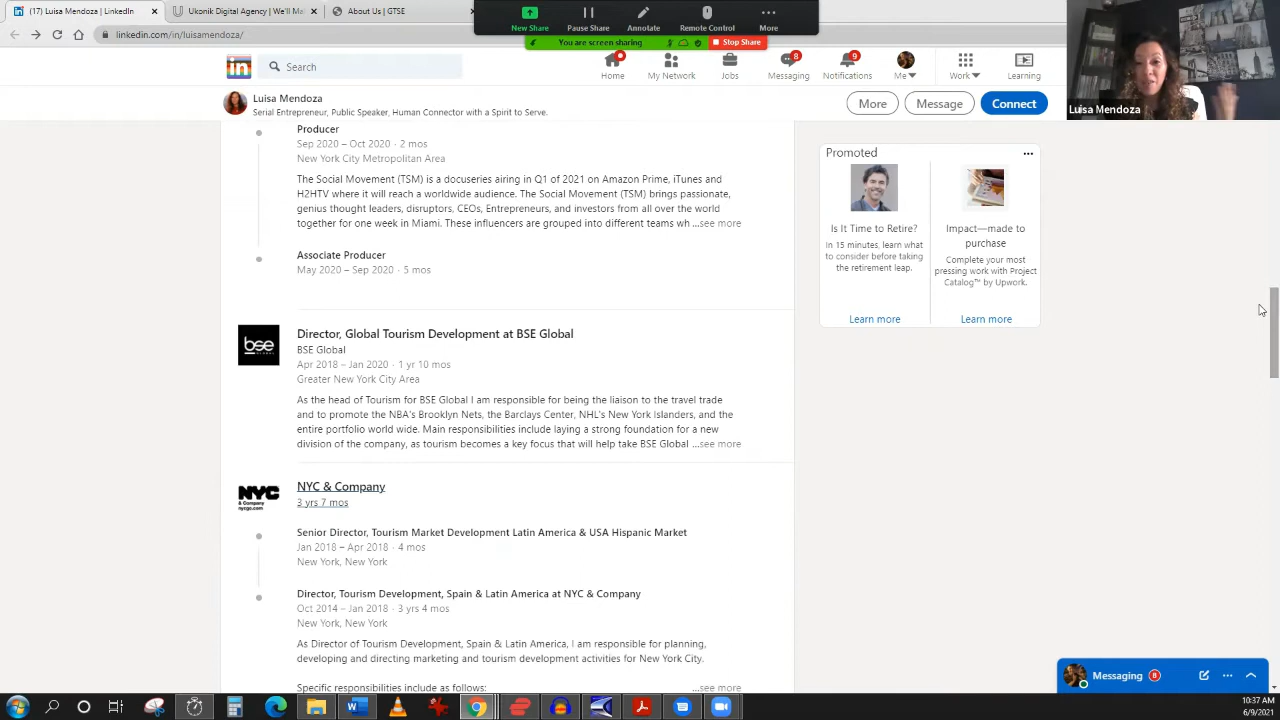 (17) Luisa Mendoza | LinkedIn
Ukonik Digital Agency | We'll Ma
About Us | GTSE
linkedin.com/in/luisamendoza/
New Share
Pause Share
Annotate
Remote Control
More
You are screen sharing
Stop Share
in
Search
Home
My Network
Jobs
8
Messaging
9
Notifications
Me
Work
Learning
Luisa Mendoza
Serial Entrepreneur, Public Speaker, Human Connector with a Spirit to Serve.
More
Message
Connect
Luisa Mendoza
Producer
Sep 2020 – Oct 2020 · 2 mos
New York City Metropolitan Area
The Social Movement (TSM) is a docuseries airing in Q1 of 2021 on Amazon Prime, iTunes and
H2HTV where it will reach a worldwide audience. The Social Movement (TSM) brings passionate,
genius thought leaders, disruptors, CEOs, Entrepreneurs, and investors from all over the world
together for one week in Miami. These influencers are grouped into different teams wh ...see more
Associate Producer
May 2020 – Sep 2020 · 5 mos
bse
GLOBAL
Director, Global Tourism Development at BSE Global
BSE Global
Apr 2018 – Jan 2020 · 1 yr 10 mos
Greater New York City Area
As the head of Tourism for BSE Global I am responsible for being the liaison to the travel trade
and to promote the NBA's Brooklyn Nets, the Barclays Center, NHL's New York Islanders, and the
entire portfolio world wide. Main responsibilities include laying a strong foundation for a new
division of the company, as tourism becomes a key focus that will help take BSE Global ...see more
NYC
& Company
nycgo.com
NYC & Company
3 yrs 7 mos
Senior Director, Tourism Market Development Latin America & USA Hispanic Market
Jan 2018 – Apr 2018 · 4 mos
New York, New York
Director, Tourism Development, Spain & Latin America at NYC & Company
Oct 2014 – Jan 2018 · 3 yrs 4 mos
New York, New York
As Director of Tourism Development, Spain & Latin America, I am responsible for planning,
developing and directing marketing and tourism development activities for New York City.
Specific responsibilities include as follows: ...see more
Promoted
Is It Time to Retire?
In 15 minutes, learn what
to consider before taking
the retirement leap.
Learn more
Impact—made to
purchase
Complete your most
pressing work with Project
Catalog™ by Upwork.
Learn more
Messaging
8
10:37 AM
6/9/2021